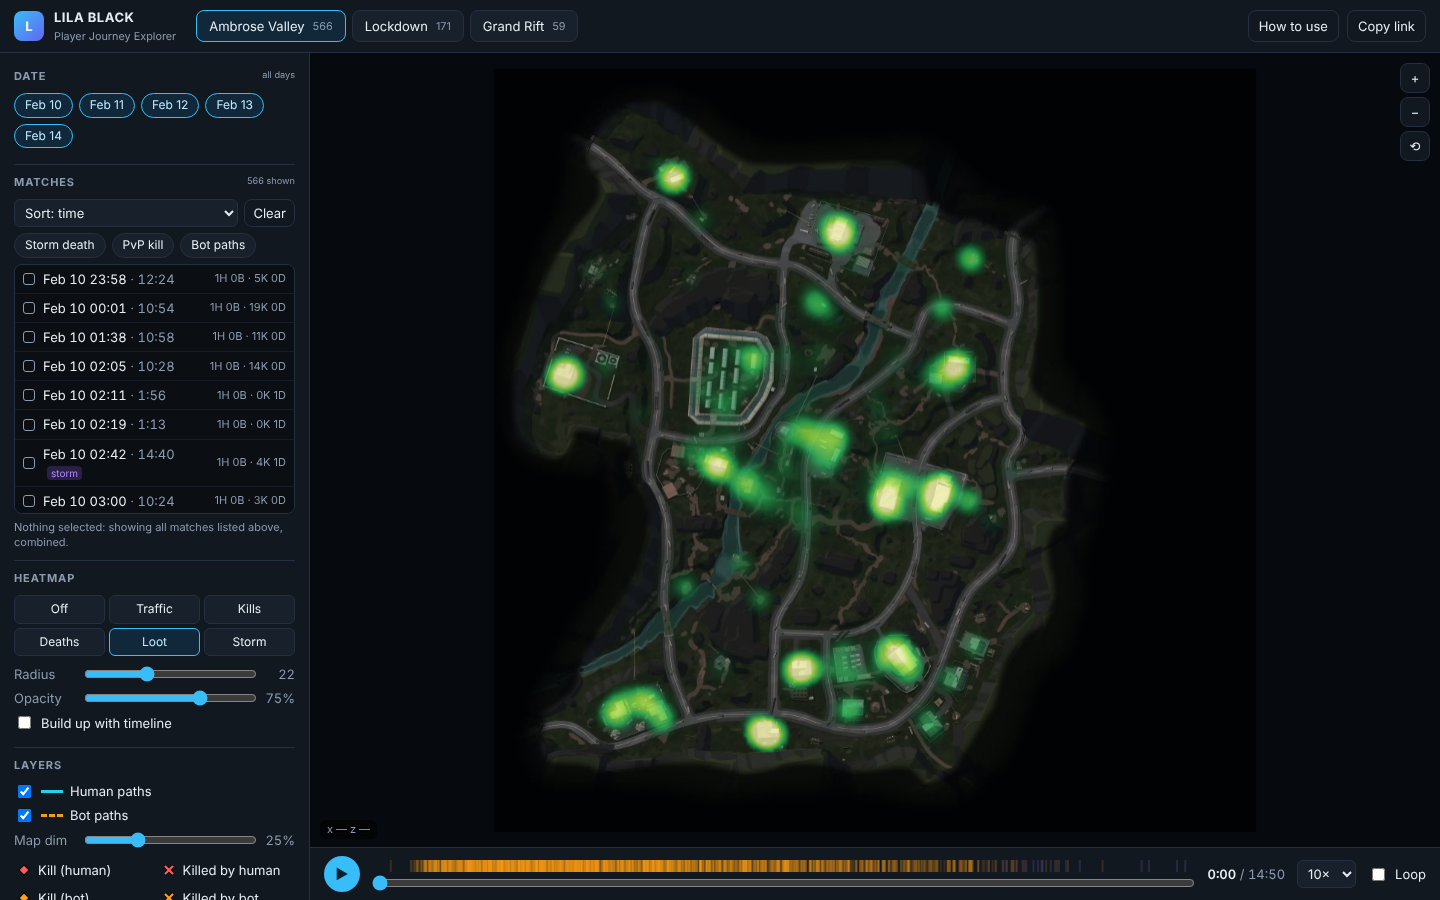 L
LILA BLACK
Player Journey Explorer
Ambrose Valley 566
Lockdown 171
Grand Rift 59
How to use
Copy link
DATE
all days
Feb 10
Feb 11
Feb 12
Feb 13
Feb 14
MATCHES
566 shown
Sort: time
Clear
Storm death
PvP kill
Bot paths
Feb 10 23:58 · 12:24 1H 0B · 5K 0D
Feb 10 00:01 · 10:54 1H 0B · 19K 0D
Feb 10 01:38 · 10:58 1H 0B · 11K 0D
Feb 10 02:05 · 10:28 1H 0B · 14K 0D
Feb 10 02:11 · 1:56 1H 0B · 0K 1D
Feb 10 02:19 · 1:13 1H 0B · 0K 1D
Feb 10 02:42 · 14:40 1H 0B · 4K 1D
storm
Feb 10 03:00 · 10:24 1H 0B · 3K 0D
Nothing selected: showing all matches listed above,
combined.
HEATMAP
Off
Traffic
Kills
Deaths
Loot
Storm
Radius 22
Opacity 75%
Build up with timeline
LAYERS
Human paths
Bot paths
Map dim 25%
Kill (human)
Killed by human
Kill (bot)
Killed by bot
+
−
⟲
x — z —
0:00 / 14:50
10×
Loop